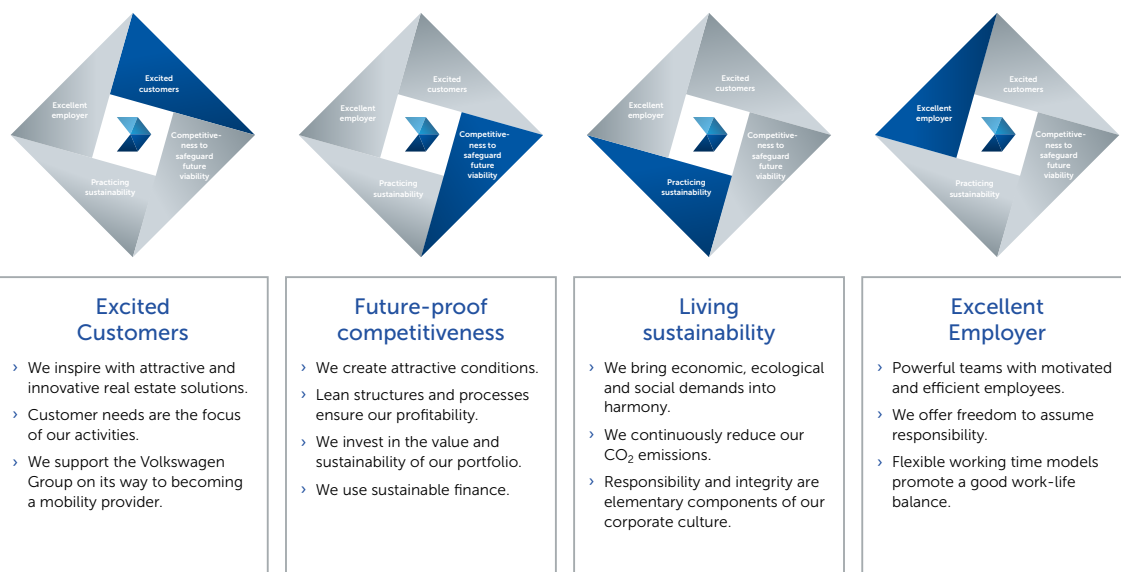 Excited
customers
Excellent
employer
Competitive-
ness to
safeguard
future
viability
Practicing
sustainability
Excited
customers
Excellent
employer
Competitive-
ness to
safeguard
future
viability
Practicing
sustainability
Excited
customers
Excellent
employer
Competitive-
ness to
safeguard
future
viability
Practicing
sustainability
Excited
customers
Excellent
employer
Competitive-
ness to
safeguard
future
viability
Practicing
sustainability
Excited
Customers
› We inspire with attractive and
innovative real estate solutions.
› Customer needs are the focus
of our activities.
› We support the Volkswagen
Group on its way to becoming
a mobility provider.
Future-proof
competitiveness
› We create attractive conditions.
› Lean structures and processes
ensure our profitability.
› We invest in the value and
sustainability of our portfolio.
› We use sustainable finance.
Living
sustainability
› We bring economic, ecological
and social demands into
harmony.
› We continuously reduce our
CO₂ emissions.
› Responsibility and integrity are
elementary components of our
corporate culture.
Excellent
Employer
› Powerful teams with motivated
and efficient employees.
› We offer freedom to assume
responsibility.
› Flexible working time models
promote a good work-life
balance.